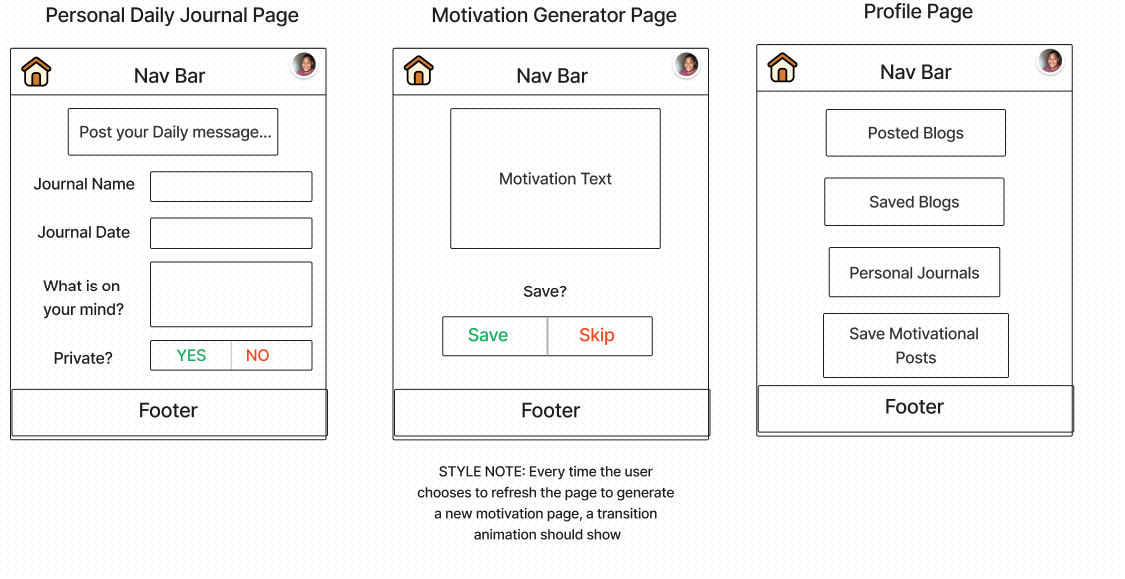 Personal Daily Journal Page
Nav Bar
Post your Daily message...
Journal Name
Journal Date
What is on
your mind?
Private?
YES
NO
Footer
Motivation Generator Page
Nav Bar
Motivation Text
Save?
Save
Skip
Footer
STYLE NOTE: Every time the user
chooses to refresh the page to generate
a new motivation page, a transition
animation should show
Profile Page
Nav Bar
Posted Blogs
Saved Blogs
Personal Journals
Save Motivational
Posts
Footer